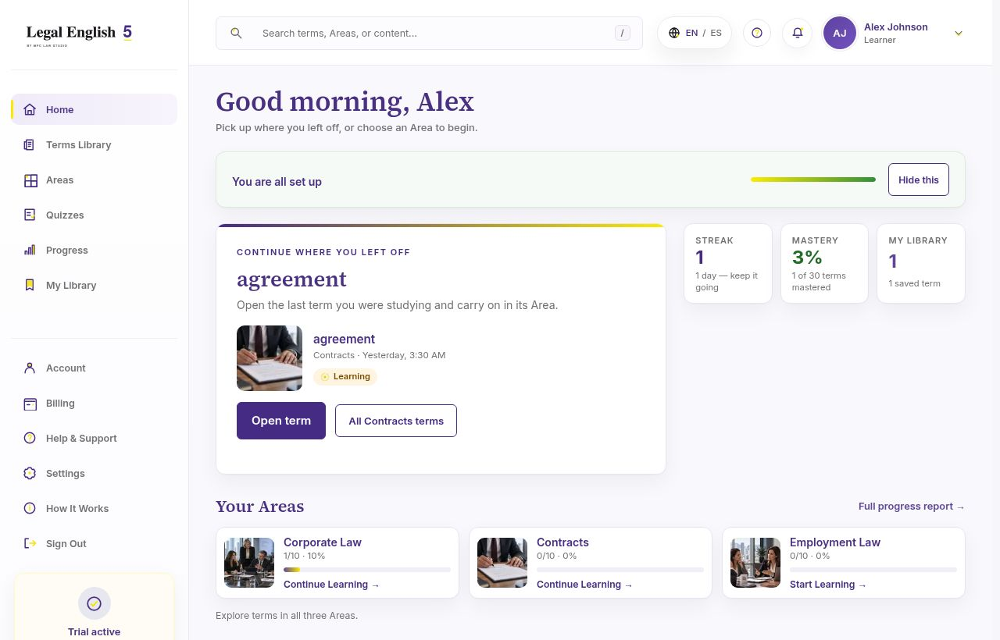 Legal English 5
BY MPC LAW STUDIO
Home
Terms Library
Areas
Quizzes
Progress
My Library
Account
Billing
Help & Support
Settings
How It Works
Sign Out
Trial active
Search terms, Areas, or content...
/
EN / ES
AJ
Alex Johnson
Learner
Good morning, Alex
Pick up where you left off, or choose an Area to begin.
You are all set up
Hide this
CONTINUE WHERE YOU LEFT OFF
agreement
Open the last term you were studying and carry on in its Area.
agreement
Contracts · Yesterday, 3:30 AM
Learning
Open term
All Contracts terms
STREAK
1
1 day — keep it
going
MASTERY
3%
1 of 30 terms
mastered
MY LIBRARY
1
1 saved term
Your Areas
Full progress report →
Corporate Law
1/10 · 10%
Continue Learning →
Contracts
0/10 · 0%
Continue Learning →
Employment Law
0/10 · 0%
Start Learning →
Explore terms in all three Areas.